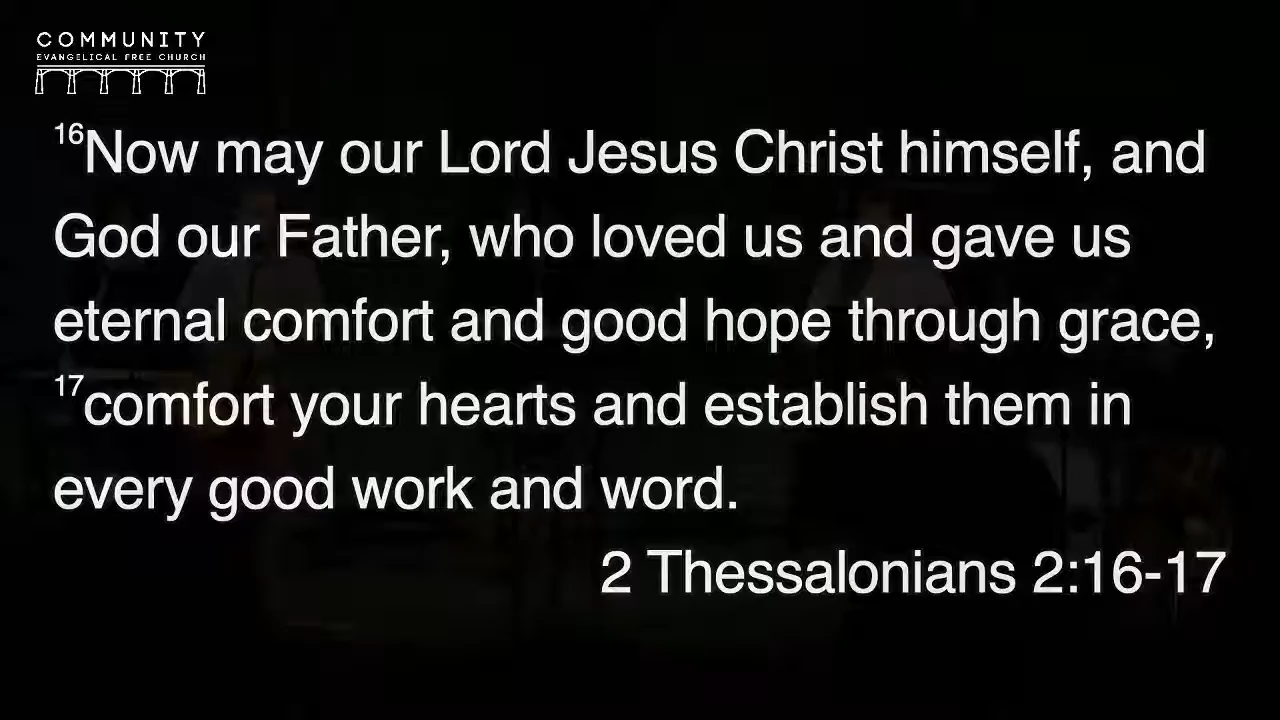 COMMUNITY
EVANGELICAL FREE CHURCH
16Now may our Lord Jesus Christ himself, and
God our Father, who loved us and gave us
eternal comfort and good hope through grace,
17comfort your hearts and establish them in
every good work and word.
2 Thessalonians 2:16-17